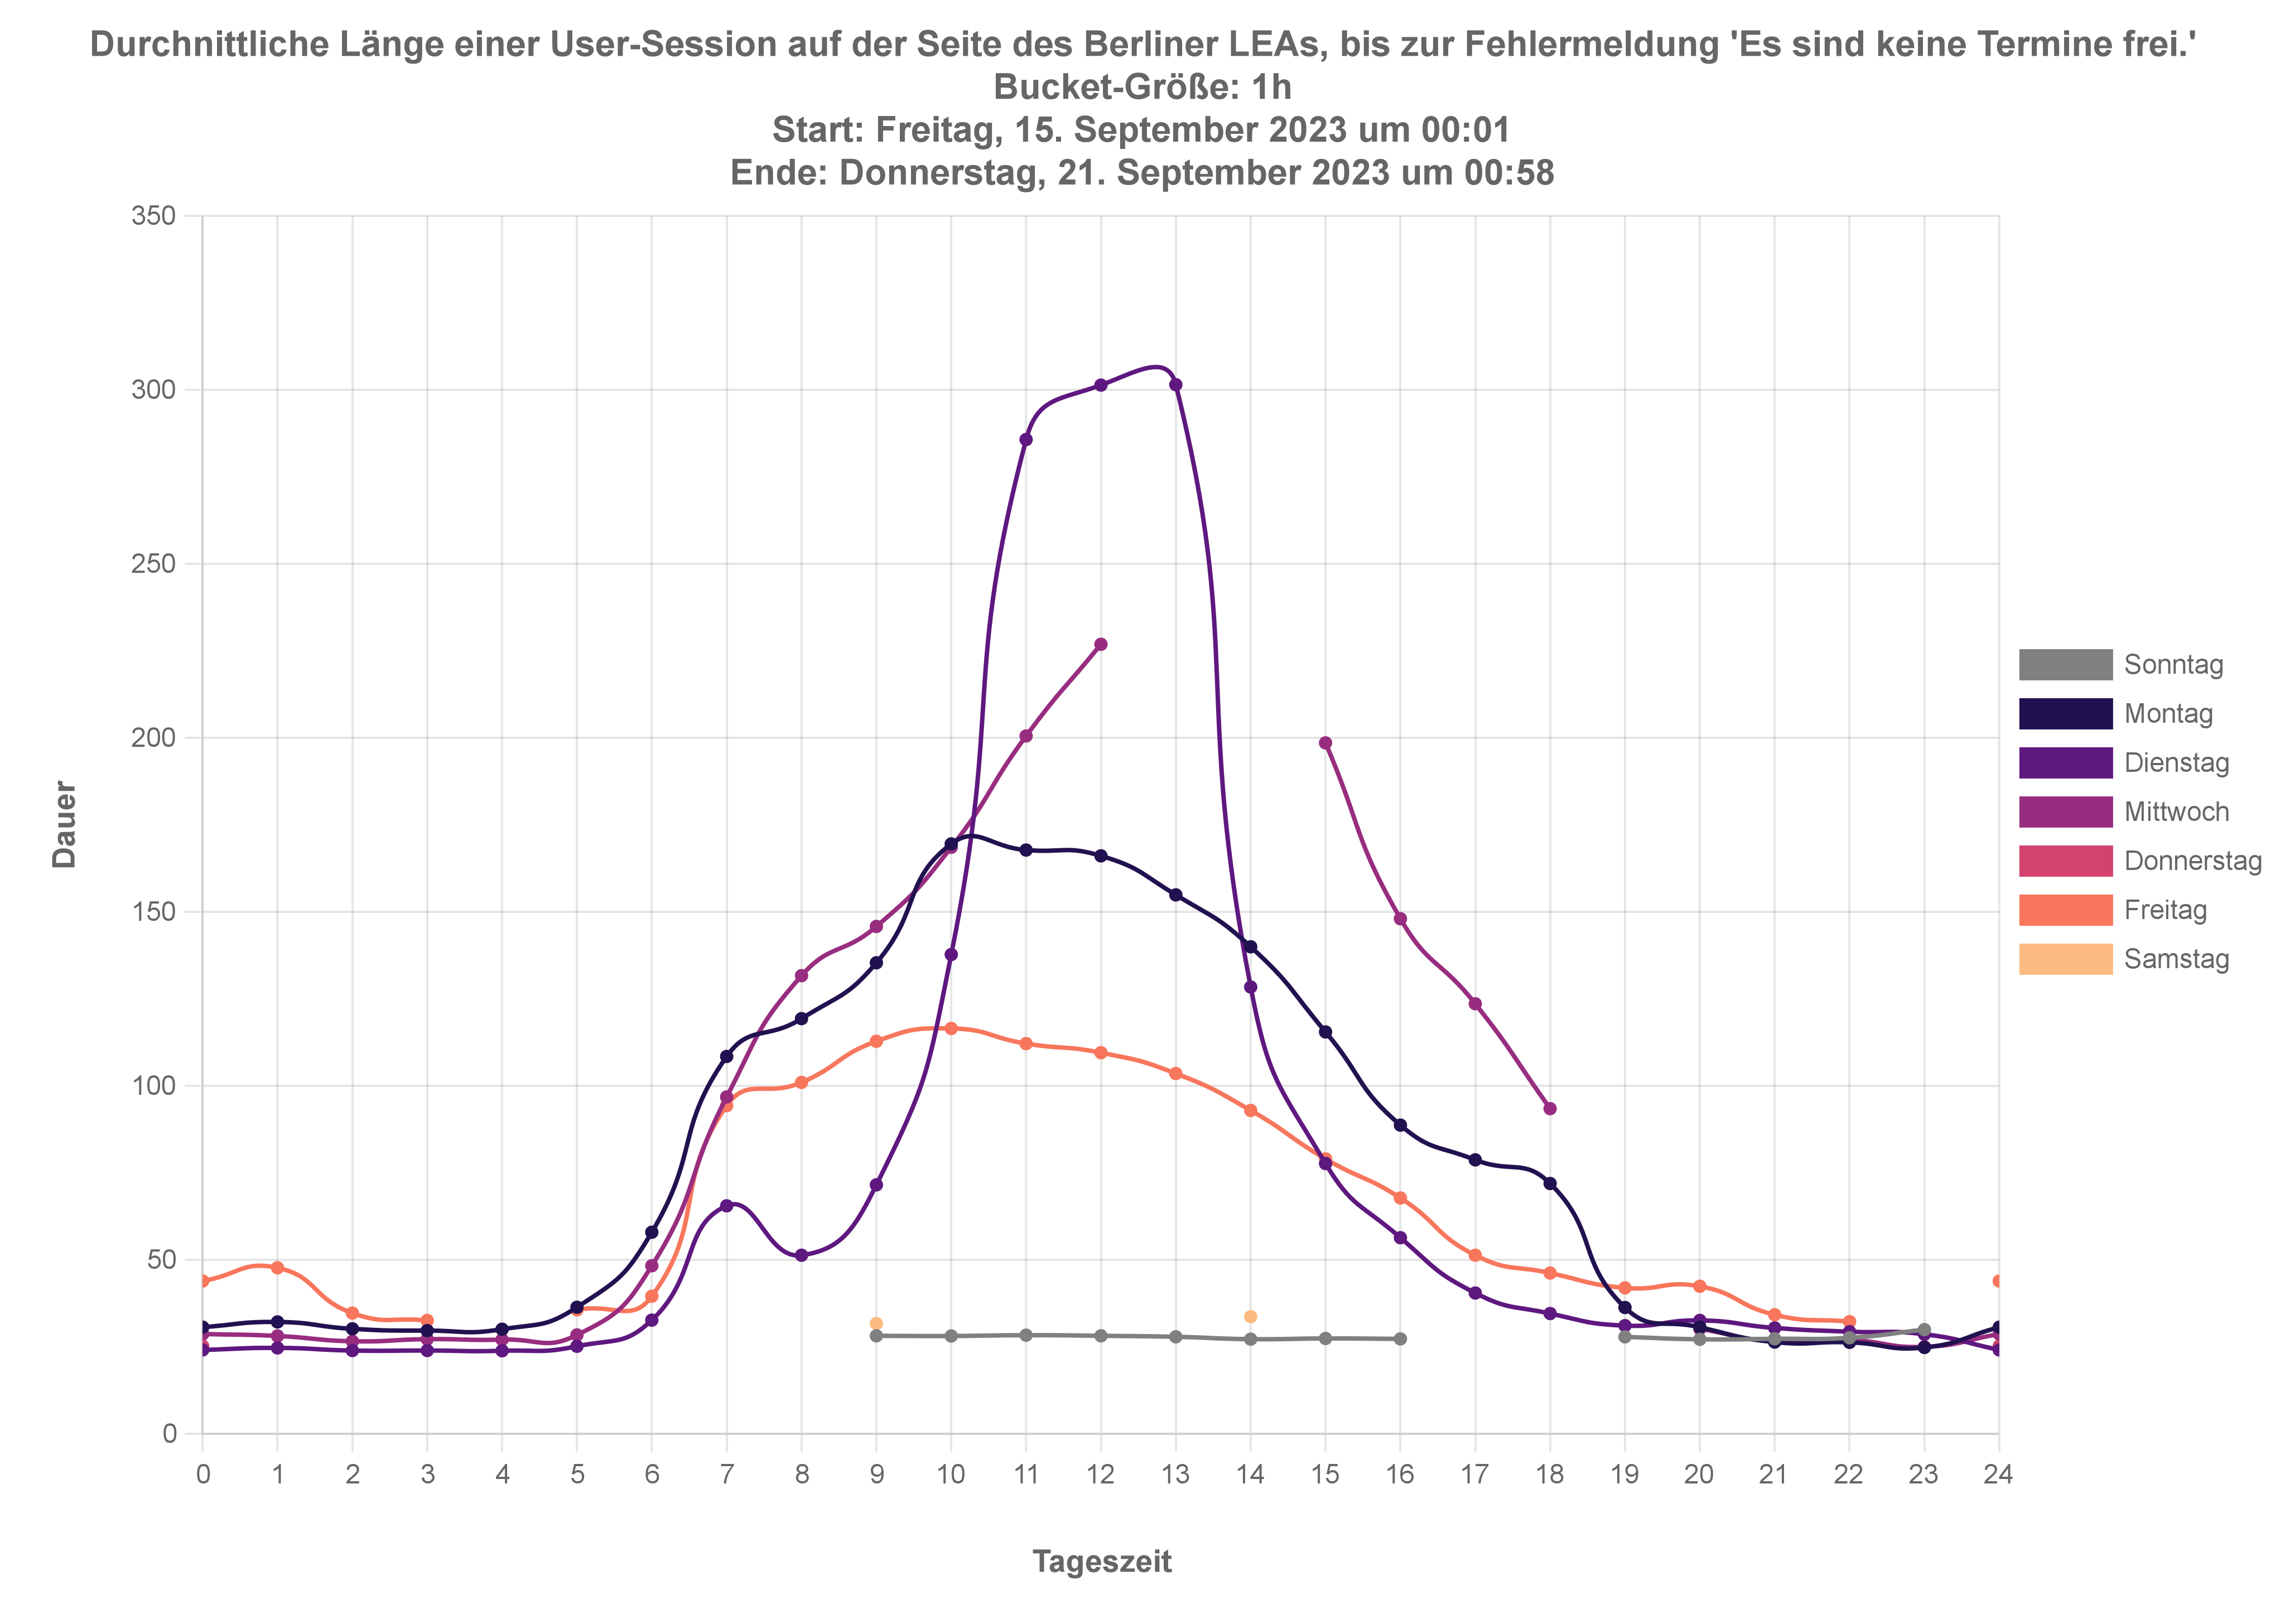 Durchnittliche Länge einer User-Session auf der Seite des Berliner LEAs, bis zur Fehlermeldung 'Es sind keine Termine frei.'
Bucket-Größe: 1h
Start: Freitag, 15. September 2023 um 00:01
Ende: Donnerstag, 21. September 2023 um 00:58
350
300
250
200
150
100
50
0
Dauer
0 1 2 3 4 5 6 7 8 9 10 11 12 13 14 15 16 17 18 19 20 21 22 23 24
Tageszeit
Sonntag
Montag
Dienstag
Mittwoch
Donnerstag
Freitag
Samstag